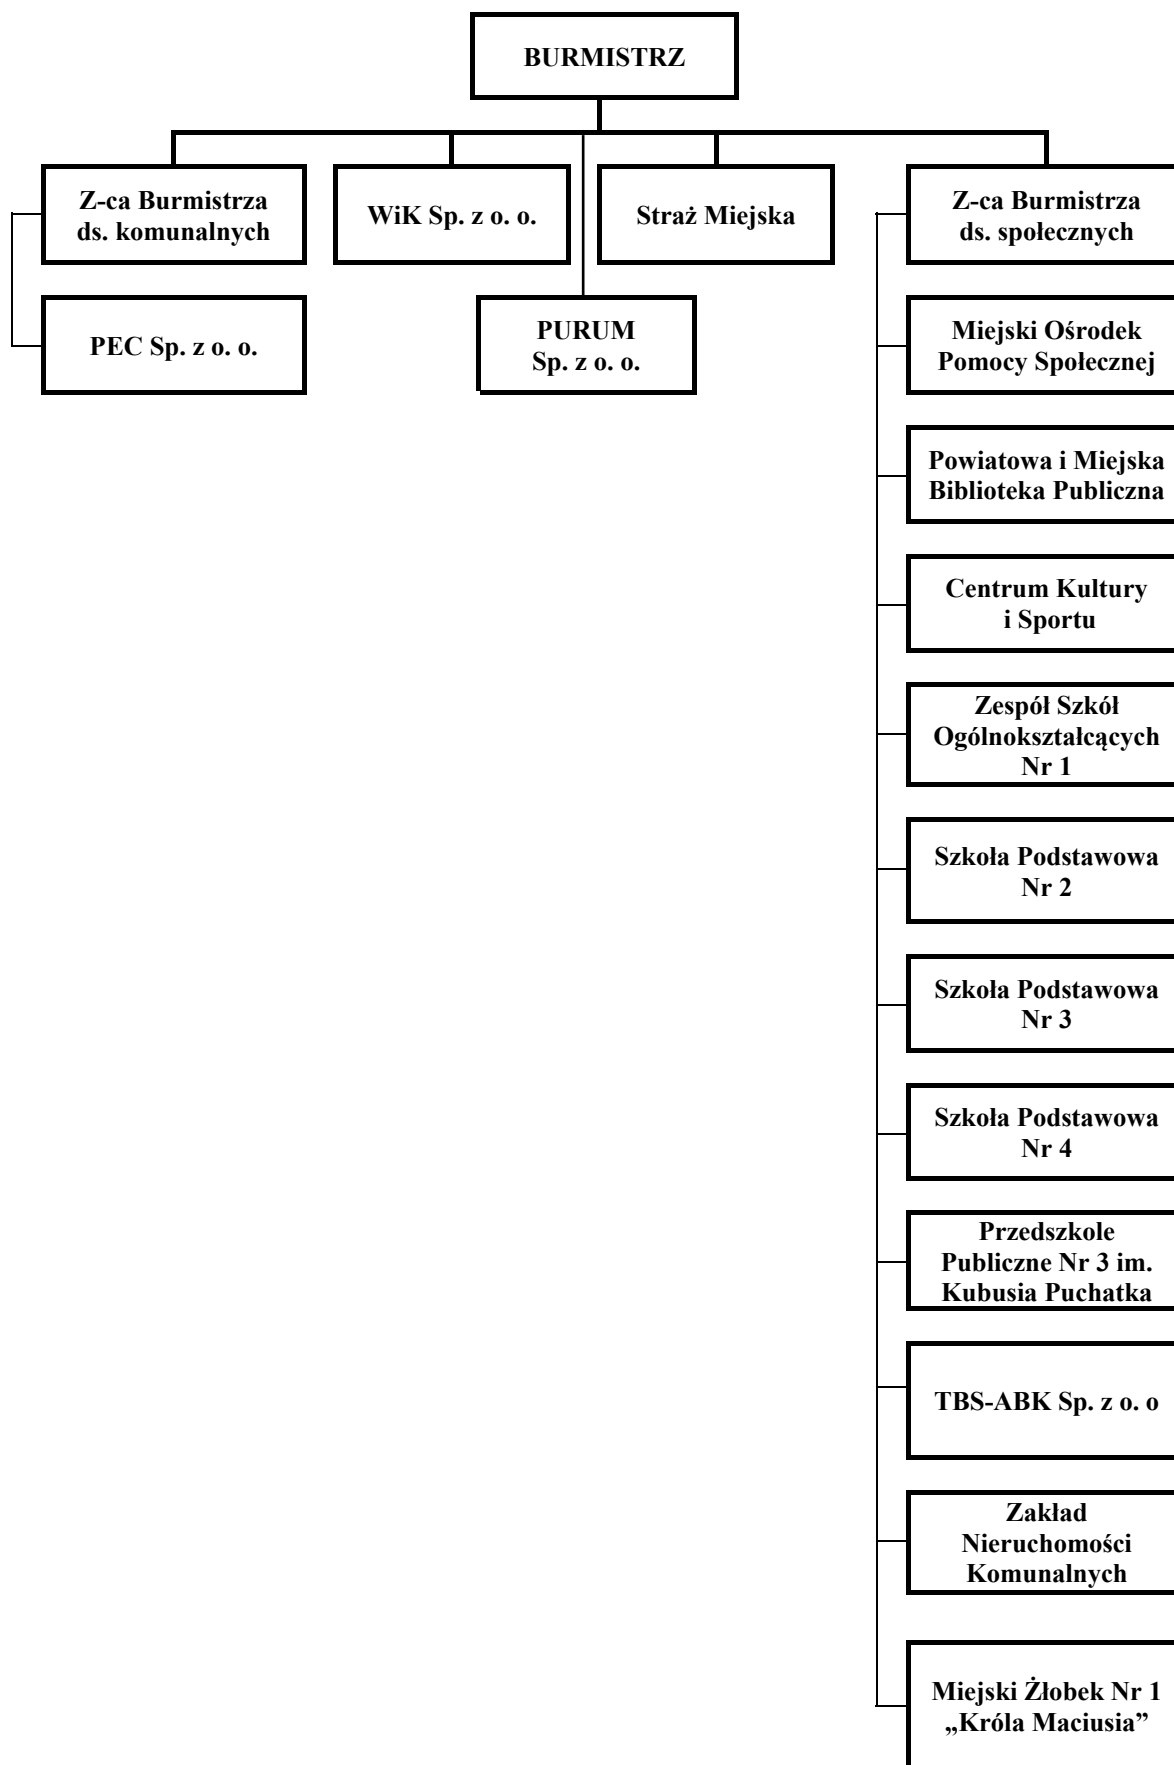 BURMISTRZ
Z-ca Burmistrza
ds. komunalnych
WiK Sp. z o. o.
Straż Miejska
Z-ca Burmistrza
ds. społecznych
PEC Sp. z o. o.
PURUM
Sp. z o. o.
Miejski Ośrodek
Pomocy Społecznej
Powiatowa i Miejska
Biblioteka Publiczna
Centrum Kultury
i Sportu
Zespół Szkół
Ogólnokształcących
Nr 1
Szkoła Podstawowa
Nr 2
Szkoła Podstawowa
Nr 3
Szkoła Podstawowa
Nr 4
Przedszkole
Publiczne Nr 3 im.
Kubusia Puchatka
TBS-ABK Sp. z o. o
Zakład
Nieruchomości
Komunalnych
Miejski Żłobek Nr 1
„Króla Maciusia”